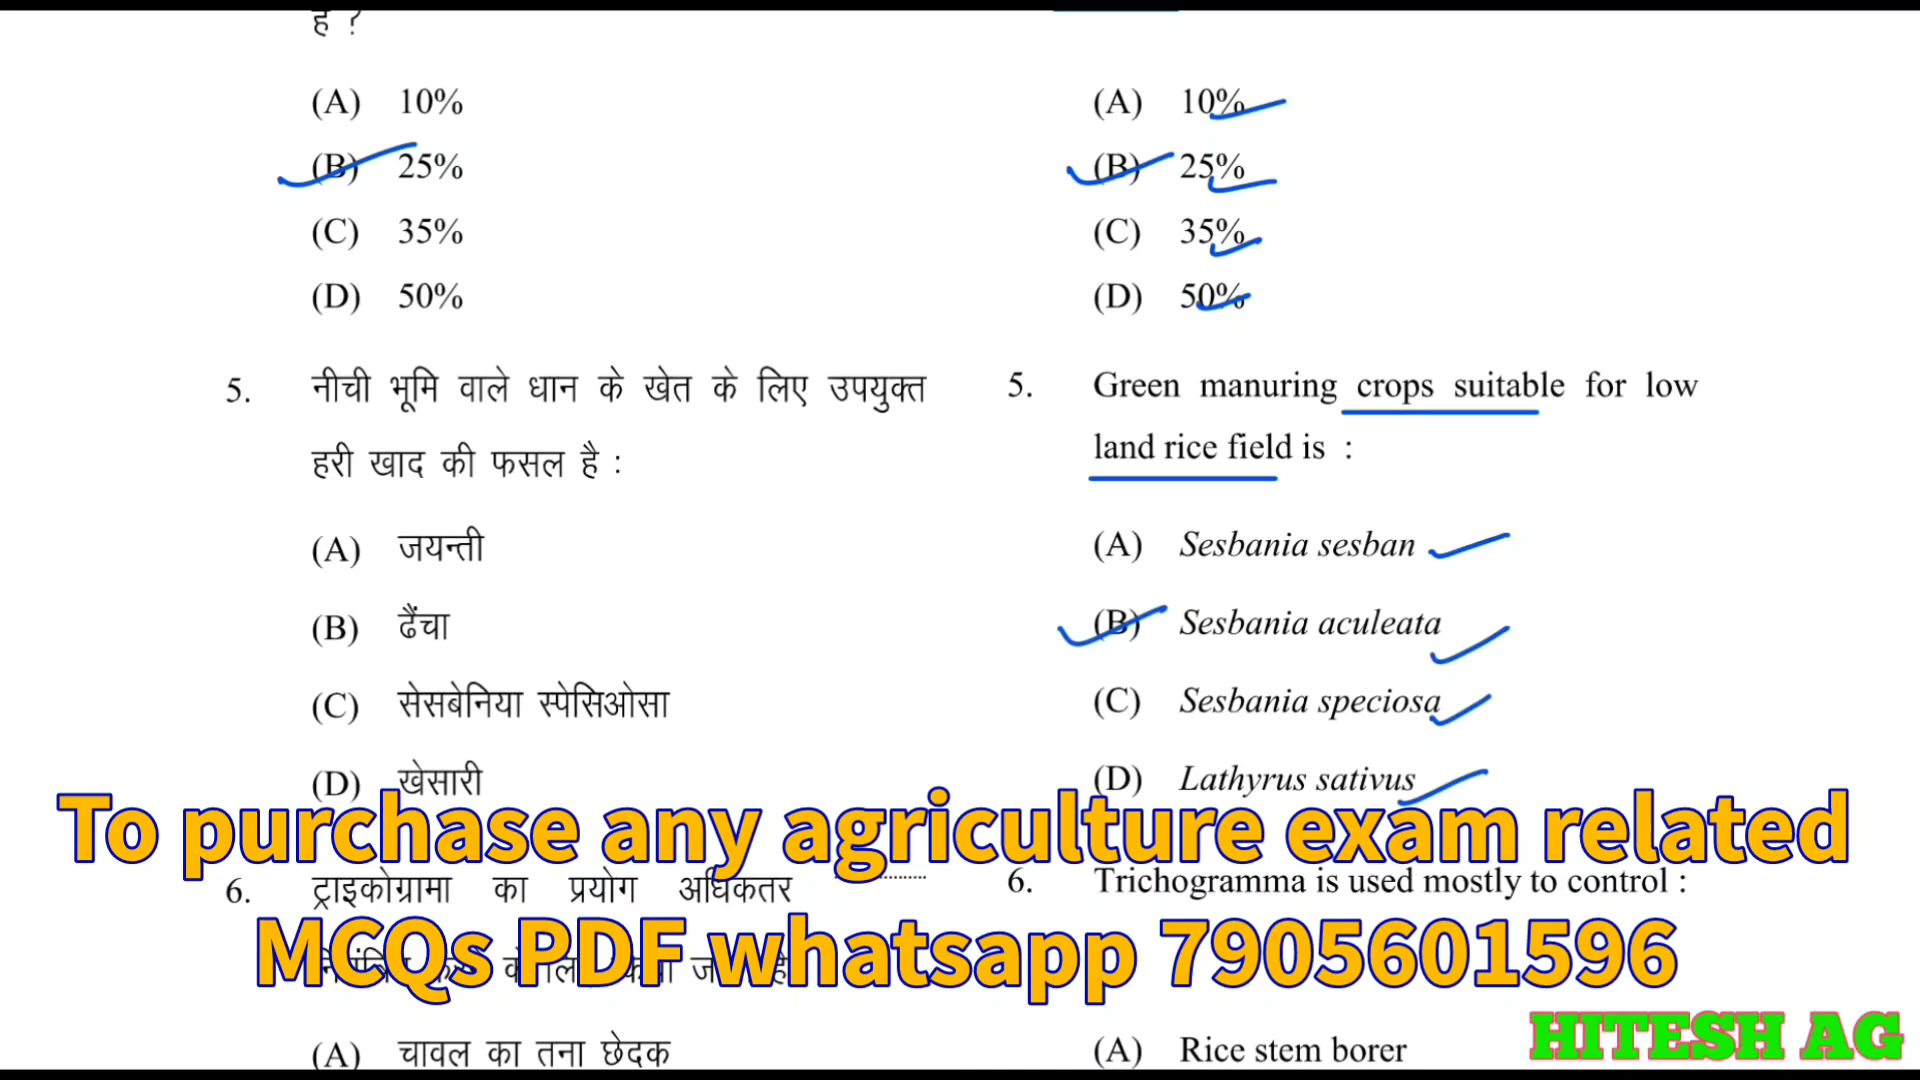 है ?
(A) 10%
(B) 25%
(C) 35%
(D) 50%
5. नीची भूमि वाले धान के खेत के लिए उपयुक्त
हरी खाद की फसल है :
(A) जयन्ती
(B) ढैंचा
(C) सेसबेनिया स्पेसिओसा
(D) खेसारी
6. ट्राइकोग्रामा का प्रयोग अधिकतर
(A) चावल का तना छेदक
(A) 10%
(B) 25%
(C) 35%
(D) 50%
5. Green manuring crops suitable for low
land rice field is :
(A) Sesbania sesban
(B) Sesbania aculeata
(C) Sesbania speciosa
(D) Lathyrus sativus
6. Trichogramma is used mostly to control :
(A) Rice stem borer
To purchase any agriculture exam related
MCQs PDF whatsapp 7905601596
HITESH AG